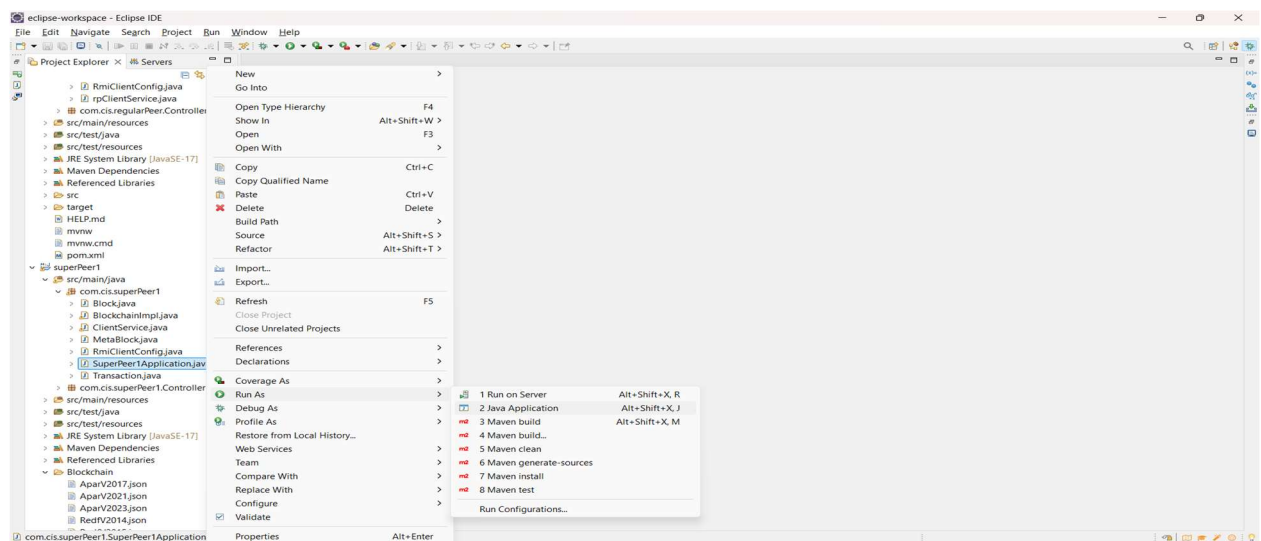 eclipse-workspace - Eclipse IDE
File Edit Navigate Search Project Run Window Help
Project Explorer Servers
RmiClientConfig.java
rpClientService.java
com.cis.regularPeer.Controller
src/main/resources
src/test/java
src/test/resources
JRE System Library [JavaSE-17]
Maven Dependencies
Referenced Libraries
src
target
HELP.md
mvnw
mvnw.cmd
pom.xml
superPeer1
src/main/java
com.cis.superPeer1
Block.java
BlockchainImpl.java
ClientService.java
MetaBlock.java
RmiClientConfig.java
SuperPeer1Application.jav
Transaction.java
com.cis.superPeer1.Controller
src/main/resources
src/test/java
src/test/resources
JRE System Library [JavaSE-17]
Maven Dependencies
Referenced Libraries
Blockchain
AparV2017.json
AparV2021.json
AparV2023.json
RedfV2014.json
com.cis.superPeer1.SuperPeer1Application
New
Go Into
Open Type Hierarchy F4
Show In Alt+Shift+W
Open F3
Open With
Copy Ctrl+C
Copy Qualified Name
Paste Ctrl+V
Delete Delete
Build Path
Source Alt+Shift+S
Refactor Alt+Shift+T
Import...
Export...
Refresh F5
Close Project
Close Unrelated Projects
References
Declarations
Coverage As
Run As
Debug As
Profile As
Restore from Local History...
Web Services
Team
Compare With
Replace With
Configure
Validate
Properties Alt+Enter
1 Run on Server Alt+Shift+X, R
2 Java Application Alt+Shift+X, J
3 Maven build Alt+Shift+X, M
4 Maven build...
5 Maven clean
6 Maven generate-sources
7 Maven install
8 Maven test
Run Configurations...